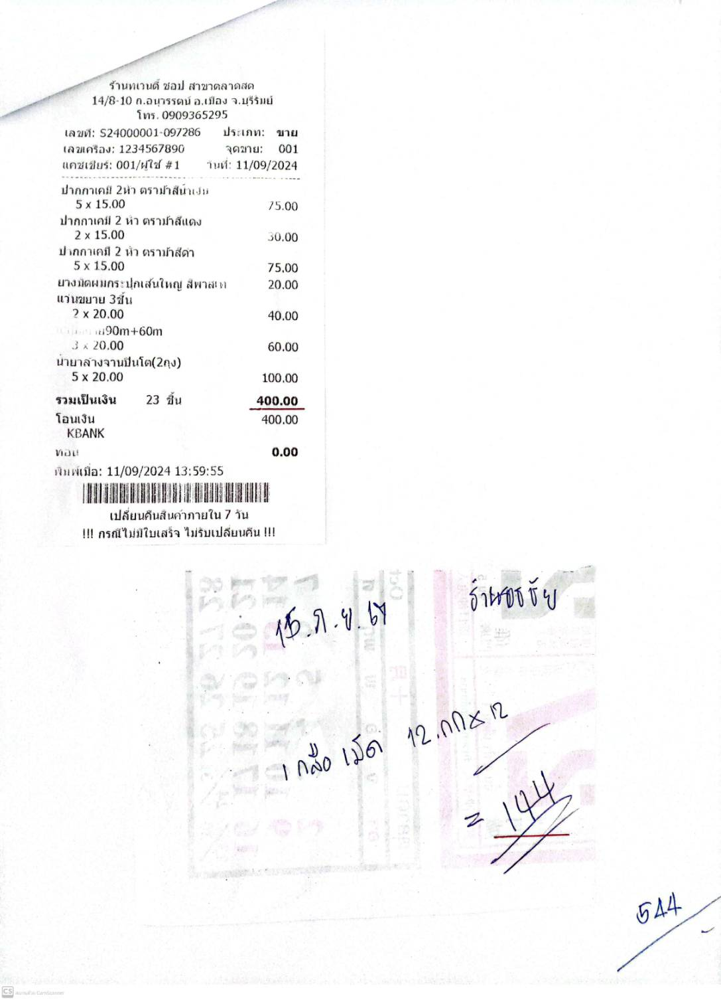 ร้านทเวนตี้ ชอป สาขาตลาดสด
14/8-10 ถ.อนุวรรตน์ อ.เมือง จ.บุรีรัมย์
โทร. 0909365295
เลขที่: S24000001-097286 ประเภท: ขาย
เลขเครื่อง: 1234567890 จุดขาย: 001
แคชเชียร์: 001/ผู้ใช้ #1 วันที่: 11/09/2024
ปากกาเคมี 2หัว ตราม้าสีน้ำเงิน
5 x 15.00 75.00
ปากกาเคมี 2 หัว ตราม้าสีแดง
2 x 15.00 30.00
ปากกาเคมี 2 หัว ตราม้าสีดำ
5 x 15.00 75.00
ยางมัดผมกระปุกเส้นใหญ่ สีพาสเท 20.00
แว่นขยาย 3ชิ้น
2 x 20.00 40.00
90m+60m
3 x 20.00 60.00
น้ำยาล้างจานปิ่นโต(2ถุง)
5 x 20.00 100.00
รวมเป็นเงิน 23 ชิ้น 400.00
โอนเงิน 400.00
KBANK
ทอน 0.00
พิมพ์เมื่อ: 11/09/2024 13:59:55
เปลี่ยนคืนสินค้าภายใน 7 วัน
!!! กรณีไม่มีใบเสร็จ ไม่รับเปลี่ยนคืน !!!
15.ก.ย.67
เกลือเม็ด 12.กกx12
= 144
544
CS สแกนด้วย CamScanner